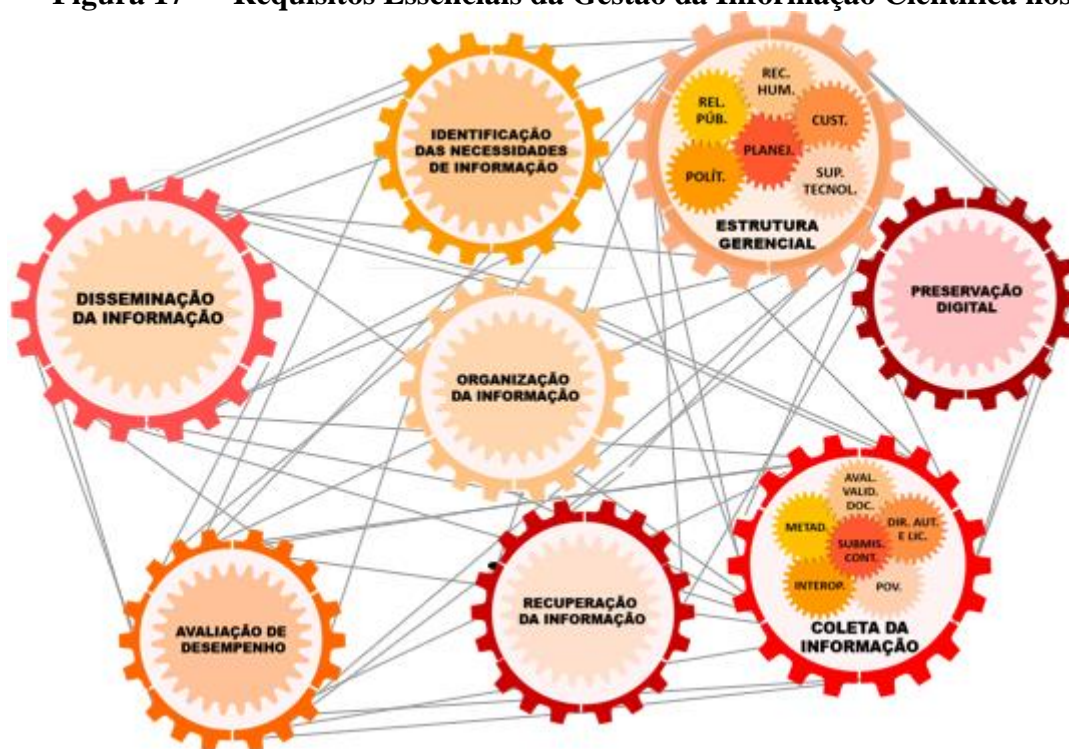 Figura 17 — Requisitos Essenciais da Gestão da Informação Científica nos
IDENTIFICAÇÃO
DAS NECESSIDADES
DE INFORMAÇÃO
REC.
HUM.
REL.
PÚB.
CUST.
PLANEJ.
POLÍT.
SUP.
TECNOL.
ESTRUTURA
GERENCIAL
DISSEMINAÇÃO
DA INFORMAÇÃO
PRESERVAÇÃO
DIGITAL
ORGANIZAÇÃO
DA INFORMAÇÃO
AVALIAÇÃO DE
DESEMPENHO
RECUPERAÇÃO
DA INFORMAÇÃO
AVAL.
VALID.
DOC.
METAD.
DIR. AUT.
E LIC.
SUBMIS.
CONT.
INTEROP.
POV.
COLETA DA
INFORMAÇÃO